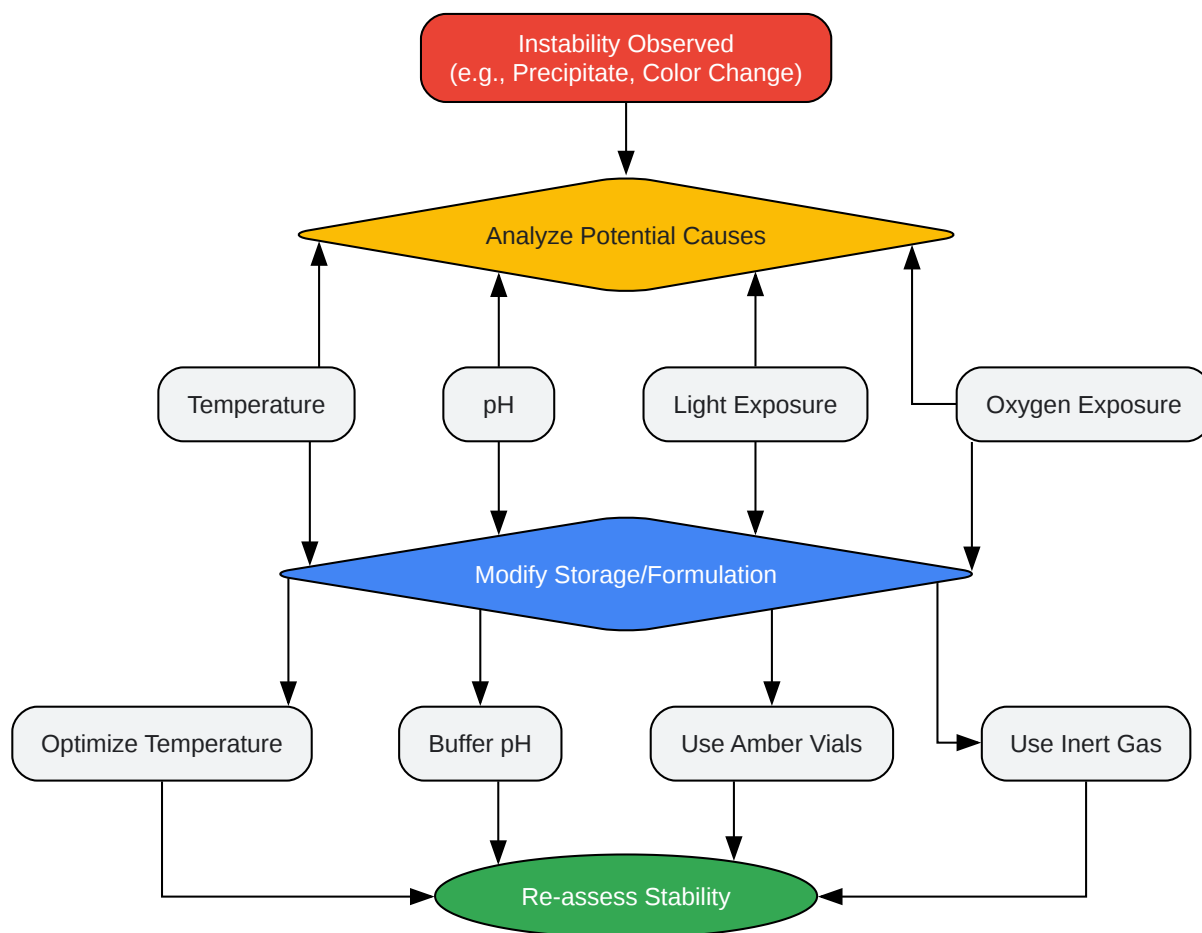 Instability Observed
(e.g., Precipitate, Color Change)
Analyze Potential Causes
Temperature
pH
Light Exposure
Oxygen Exposure
Modify Storage/Formulation
Optimize Temperature
Buffer pH
Use Amber Vials
Use Inert Gas
Re-assess Stability